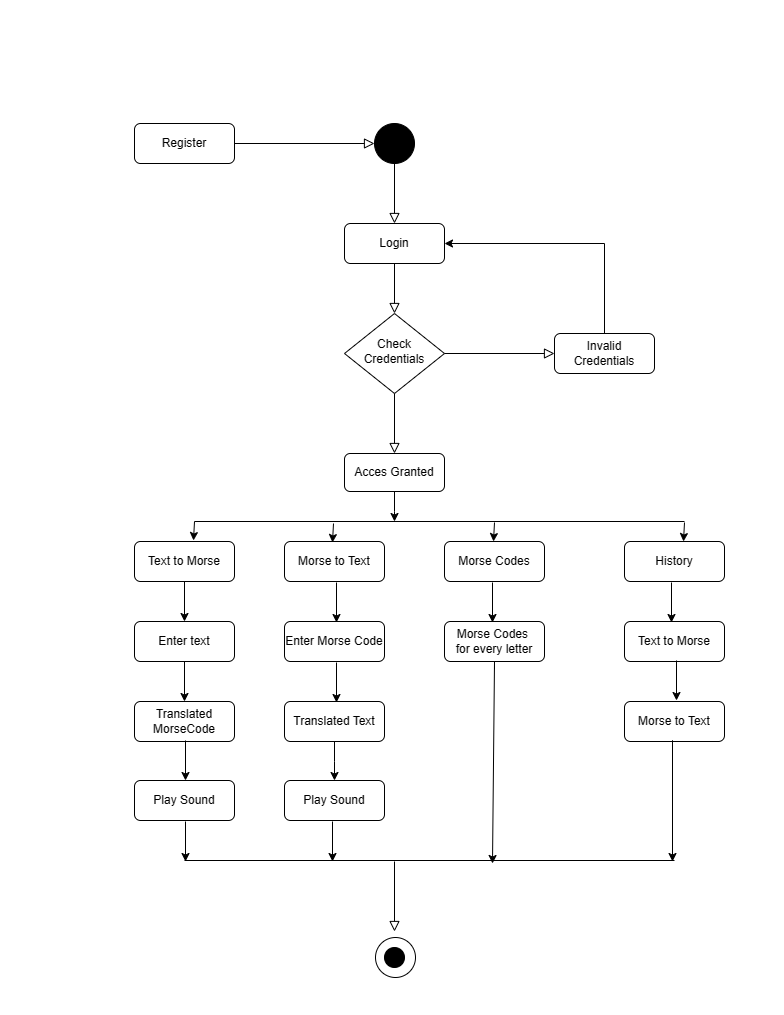 Register
Login
Check
Credentials
Invalid
Credentials
Acces Granted
Text to Morse
Morse to Text
Morse Codes
History
Enter text
Enter Morse Code
Morse Codes
for every letter
Text to Morse
Translated
MorseCode
Translated Text
Morse to Text
Play Sound
Play Sound